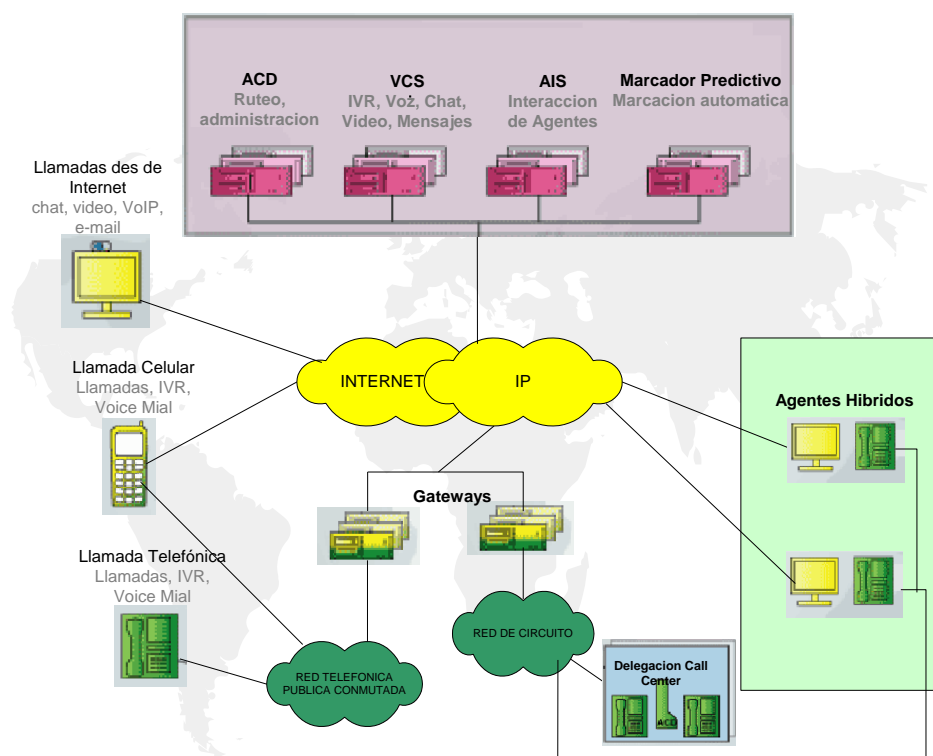 ACD
Ruteo,
administracion
VCS
IVR, Voz, Chat,
Video, Mensajes
AIS
Interaccion
de Agentes
Marcador Predictivo
Marcacion automatica
Llamadas des de
Internet
chat, video, VoIP,
e-mail
INTERNET
IP
Llamada Celular
Llamadas, IVR,
Voice Mial
Agentes Hibridos
Gateways
Llamada Telefónica
Llamadas, IVR,
Voice Mial
RED DE CIRCUITO
RED TELEFONICA
PUBLICA CONMUTADA
Delegacion Call
Center
ACD